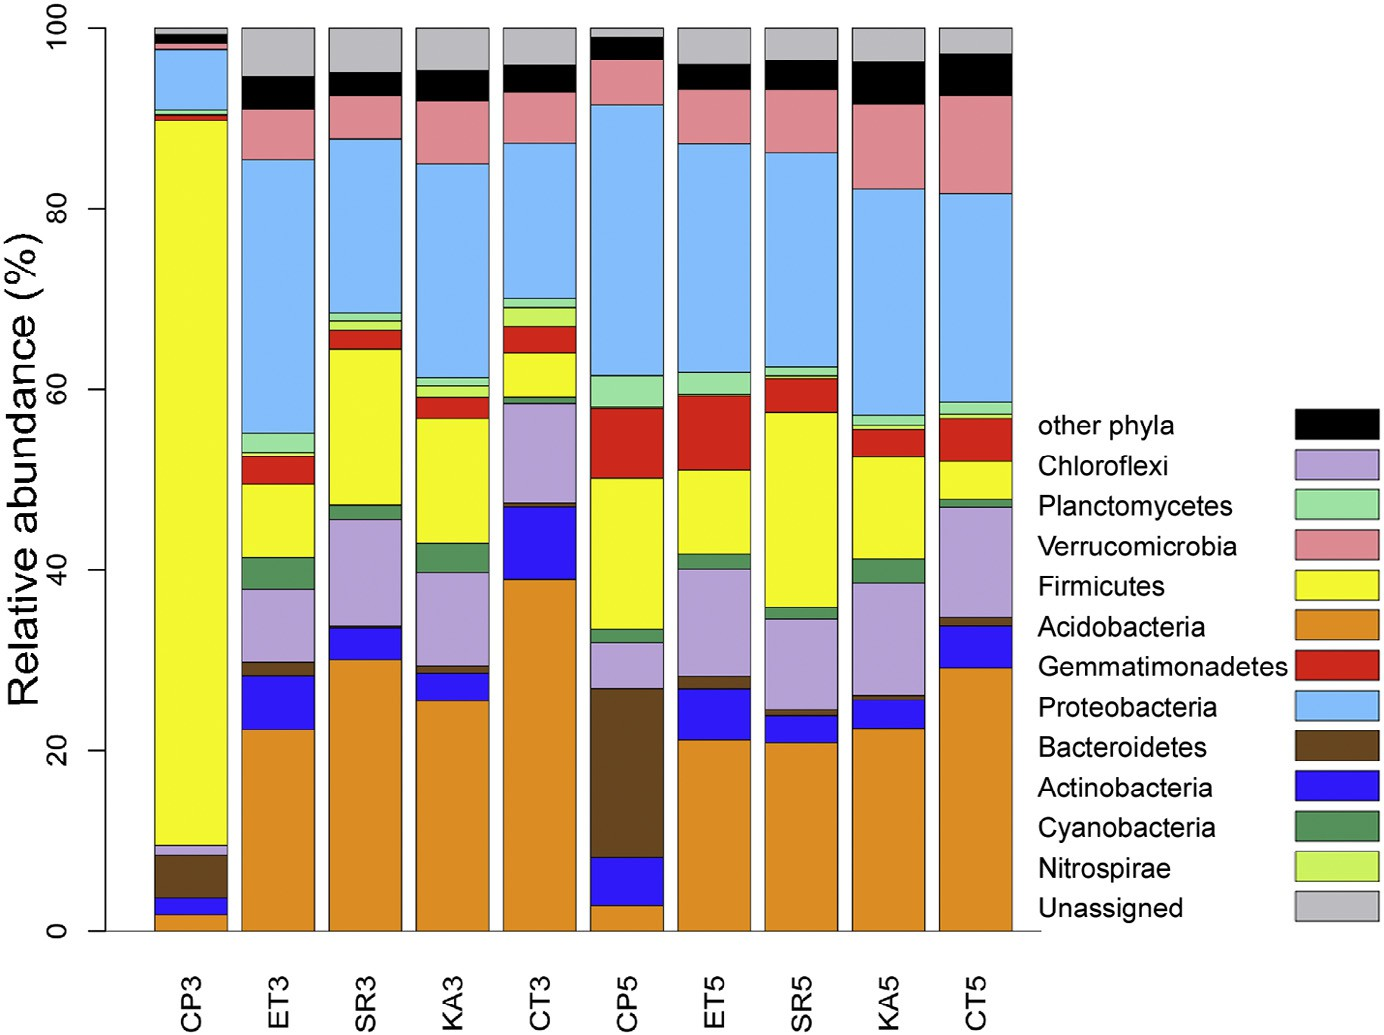 Relative abundance (%)
100
80
60
40
20
0
CP3 ET3 SR3 KA3 CT3 CP5 ET5 SR5 KA5 CT5
other phyla
Chloroflexi
Planctomycetes
Verrucomicrobia
Firmicutes
Acidobacteria
Gemmatimonadetes
Proteobacteria
Bacteroidetes
Actinobacteria
Cyanobacteria
Nitrospirae
Unassigned